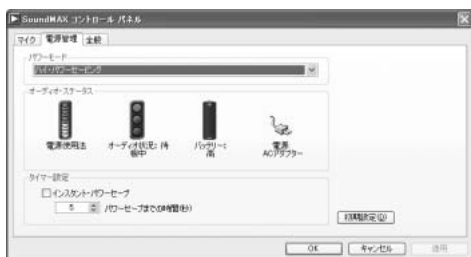 SoundMAX コントロール パネル
マイク 電源管理 全般
パワーモード
ハイ・パワーセービング
オーディオ・ステータス
電源使用法
オーディオ状況: 待
機中
バッテリー:
高
電源
ACアダプター
タイマー設定
インスタント・パワーセーブ
5 パワーセーブまでの時間(秒)
初期設定(D)
OK キャンセル 適用